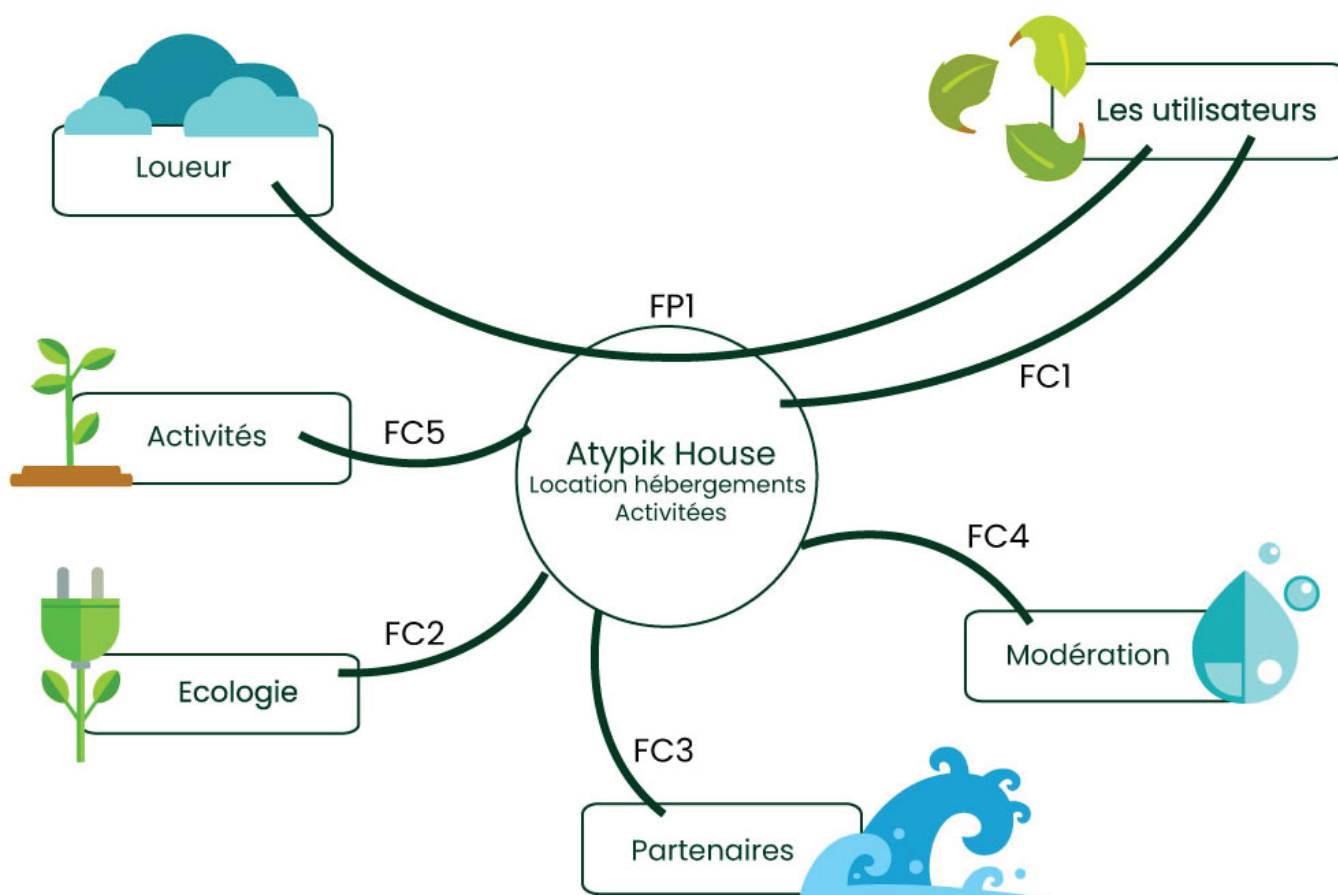 Loueur
Les utilisateurs
FP1
FC1
Activités
FC5
Atypik House
Location hébergements
Activitées
FC4
FC2
Ecologie
Modération
FC3
Partenaires